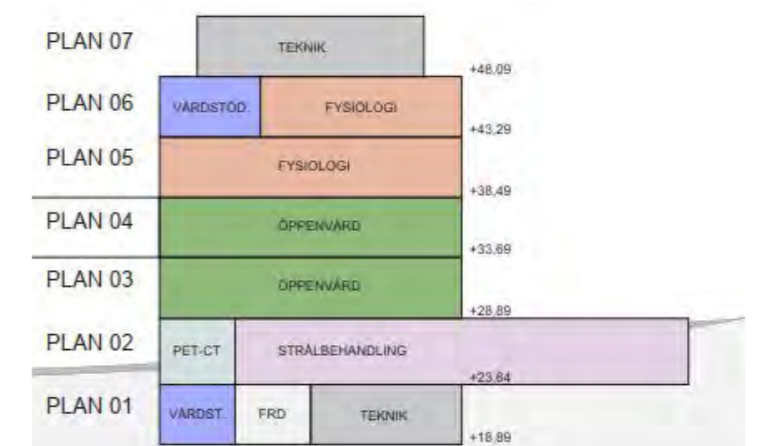 PLAN 07 TEKNIK
+48,09
PLAN 06 VÅRDSTÖD. FYSIOLOGI
+43,29
PLAN 05 FYSIOLOGI
+38,49
PLAN 04 ÖPPENVÅRD
+33,69
PLAN 03 ÖPPENVÅRD
+28,89
PLAN 02 PET-CT STRÅLBEHANDLING
+23,64
PLAN 01 VÅRDST. FRD TEKNIK
+18,89